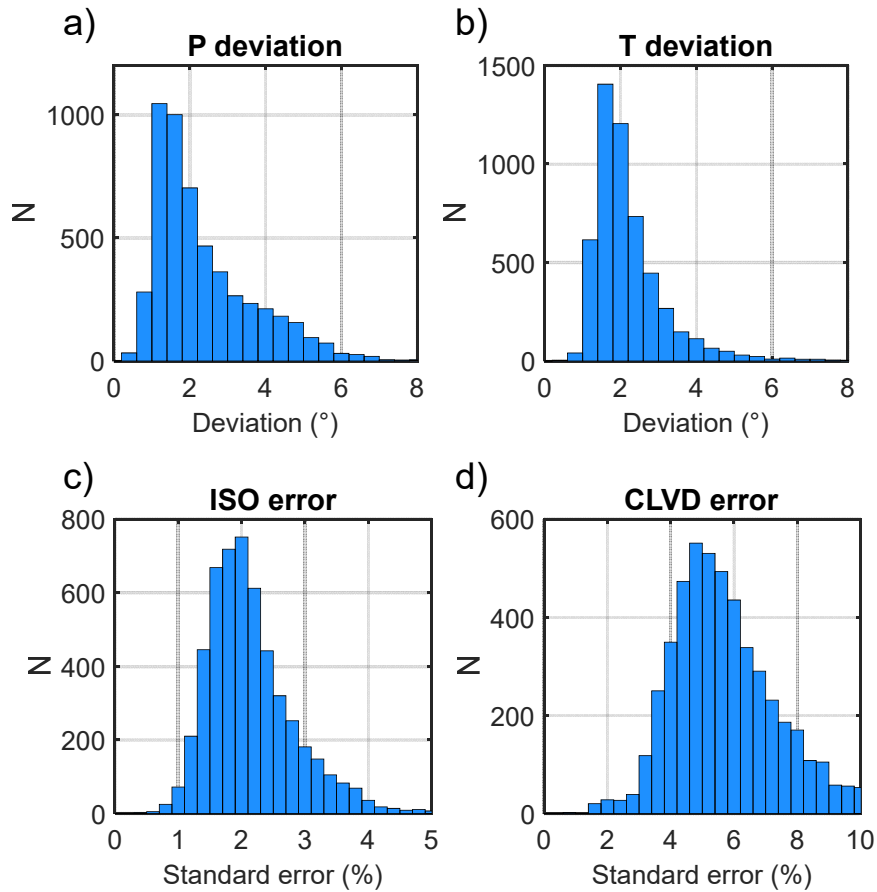 a)
P deviation
1000
500
0
N
0 2 4 6 8
Deviation (°)
b)
T deviation
1500
1000
500
0
N
0 2 4 6 8
Deviation (°)
c)
ISO error
800
600
400
200
0
N
0 1 2 3 4 5
Standard error (%)
d)
CLVD error
600
400
200
0
N
0 2 4 6 8 10
Standard error (%)